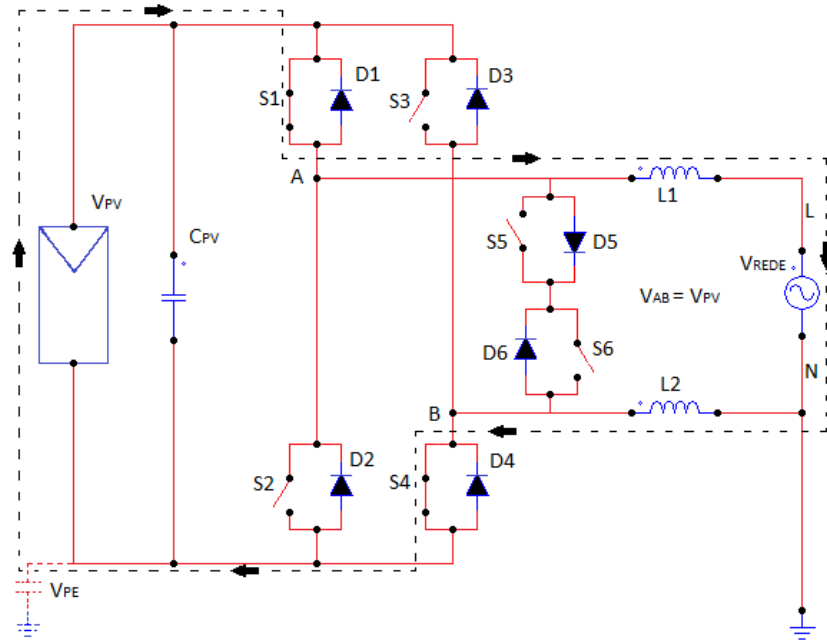 D1
D3
S1
S3
A
VPV
CPV
L1
L
S5
D5
VREDE
VAB = VPV
D6
S6
N
L2
B
D2
D4
S2
S4
VPE